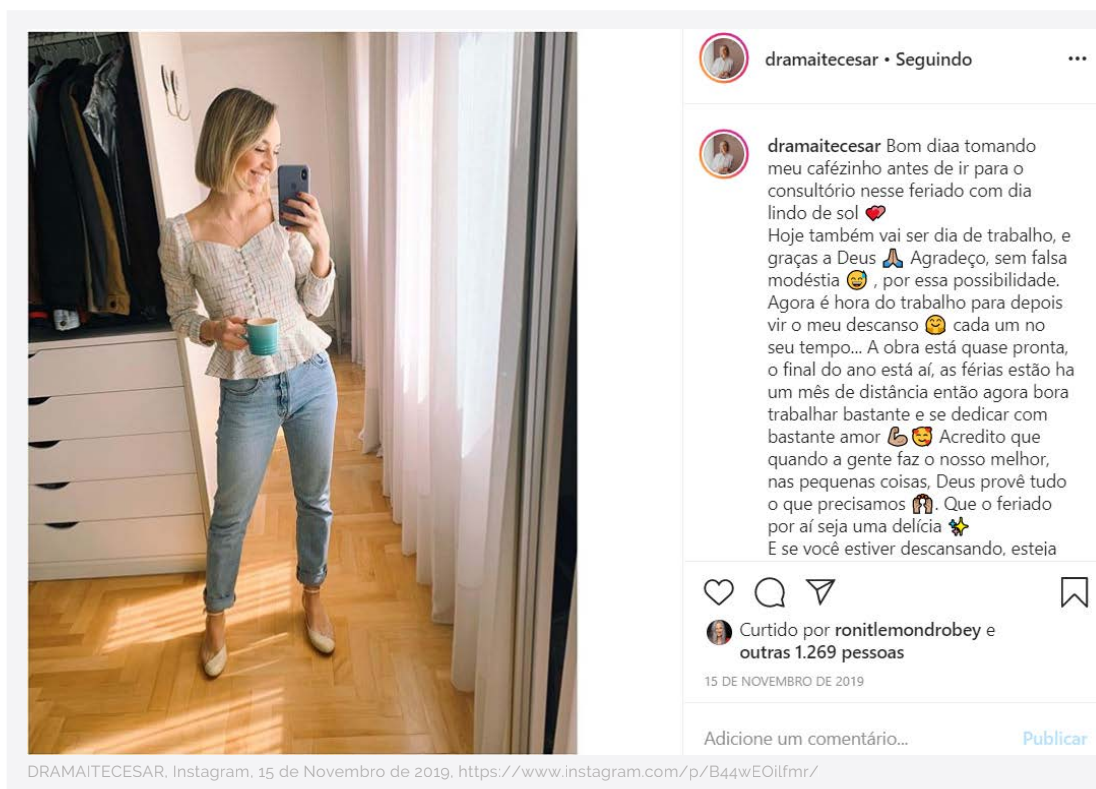 dramaitecesar • Seguindo
dramaitecesar Bom diaa tomando
meu cafézinho antes de ir para o
consultório nesse feriado com dia
lindo de sol 💕
Hoje também vai ser dia de trabalho, e
graças a Deus 🙏🏽 Agradeço, sem falsa
modéstia 😅 , por essa possibilidade.
Agora é hora do trabalho para depois
vir o meu descanso 🤗 cada um no
seu tempo... A obra está quase pronta,
o final do ano está aí, as férias estão ha
um mês de distância então agora bora
trabalhar bastante e se dedicar com
bastante amor 💪🏽🥰 Acredito que
quando a gente faz o nosso melhor,
nas pequenas coisas, Deus provê tudo
o que precisamos 🙌🏽. Que o feriado
por aí seja uma delícia ✨
E se você estiver descansando, esteja
Curtido por ronitlemondrobey e
outras 1.269 pessoas
15 DE NOVEMBRO DE 2019
Adicione um comentário... Publicar
DRAMAITECESAR, Instagram, 15 de Novembro de 2019, https://www.instagram.com/p/B44wEOilfmr/